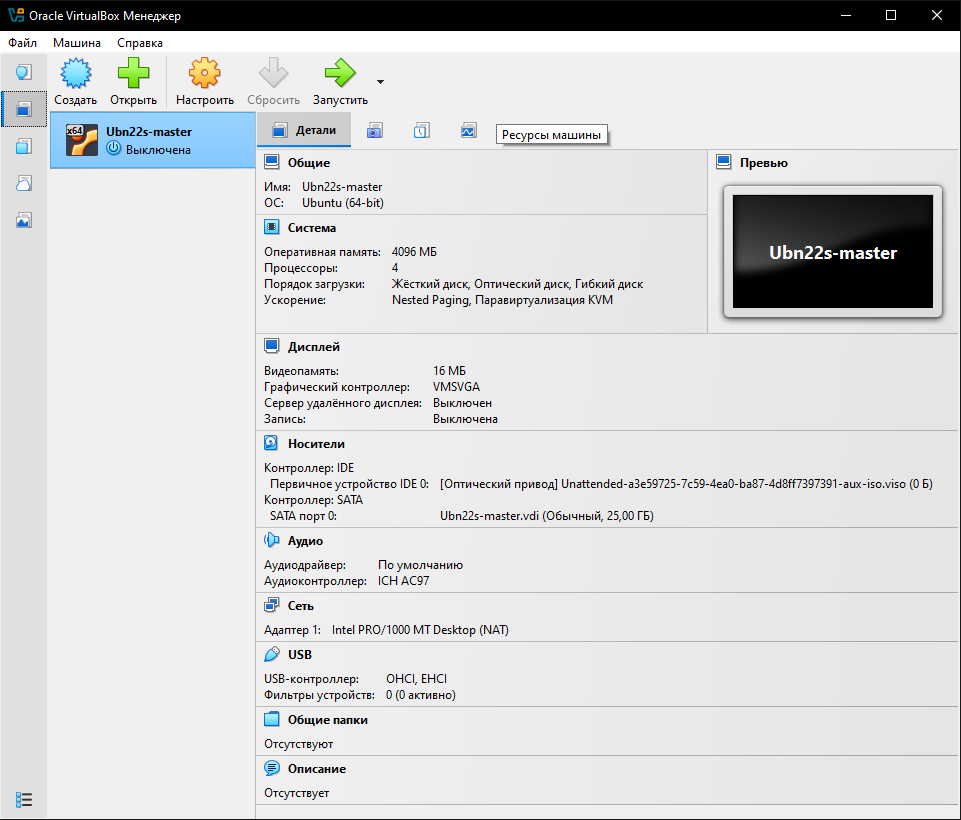 Oracle VirtualBox Менеджер
Файл Машина Справка
Создать Открыть Настроить Сбросить Запустить
x64
Ubn22s-master
Выключена
Детали
Ресурсы машины
Общие
Имя: Ubn22s-master
ОС: Ubuntu (64-bit)
Превью
Ubn22s-master
Система
Оперативная память: 4096 МБ
Процессоры: 4
Порядок загрузки: Жёсткий диск, Оптический диск, Гибкий диск
Ускорение: Nested Paging, Паравиртуализация KVM
Дисплей
Видеопамять: 16 МБ
Графический контроллер: VMSVGA
Сервер удалённого дисплея: Выключен
Запись: Выключена
Носители
Контроллер: IDE
Первичное устройство IDE 0: [Оптический привод] Unattended-a3e59725-7c59-4ea0-ba87-4d8ff7397391-aux-iso.viso (0 Б)
Контроллер: SATA
SATA порт 0: Ubn22s-master.vdi (Обычный, 25,00 ГБ)
Аудио
Аудиодрайвер: По умолчанию
Аудиоконтроллер: ICH AC97
Сеть
Адаптер 1: Intel PRO/1000 MT Desktop (NAT)
USB
USB-контроллер: OHCI, EHCI
Фильтры устройств: 0 (0 активно)
Общие папки
Отсутствуют
Описание
Отсутствует